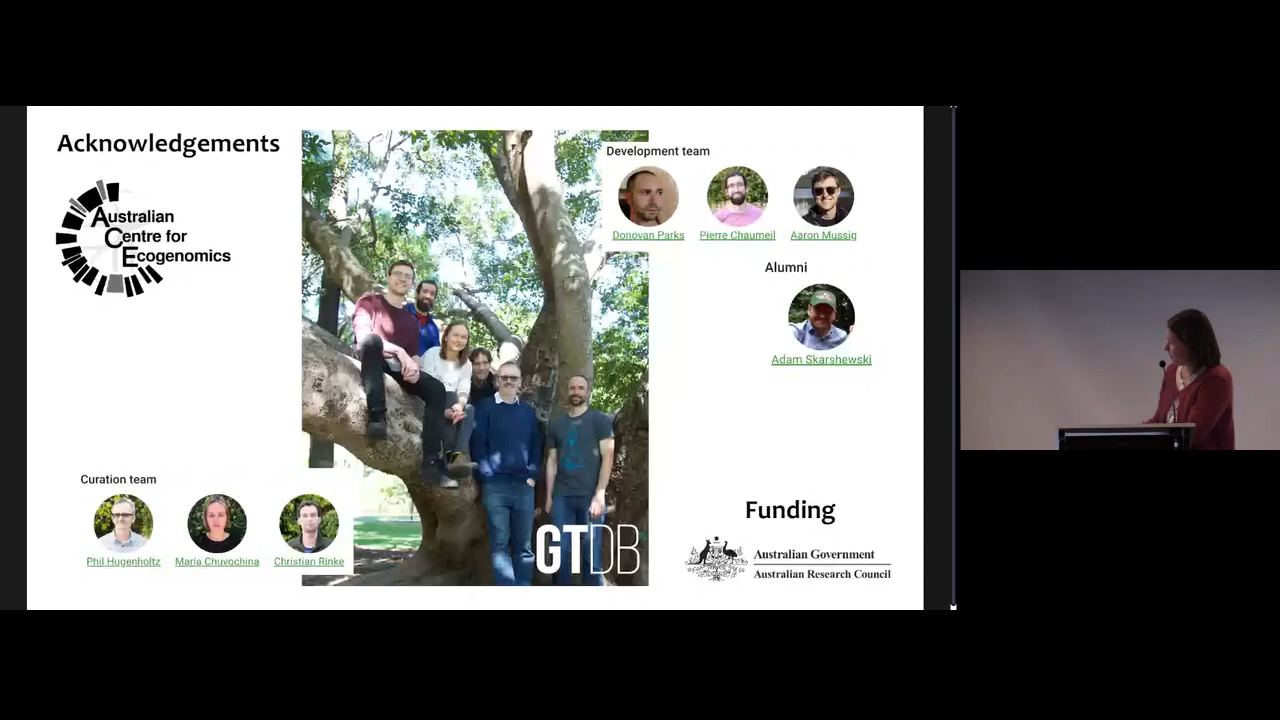 Acknowledgements
Australian
Centre for
Ecogenomics
Development team
Donovan Parks
Pierre Chaumeil
Aaron Mussig
Alumni
Adam Skarshewski
Curation team
Phil Hugenholtz
Maria Chuvochina
Christian Rinke
GTDB
Funding
Australian Government
Australian Research Council